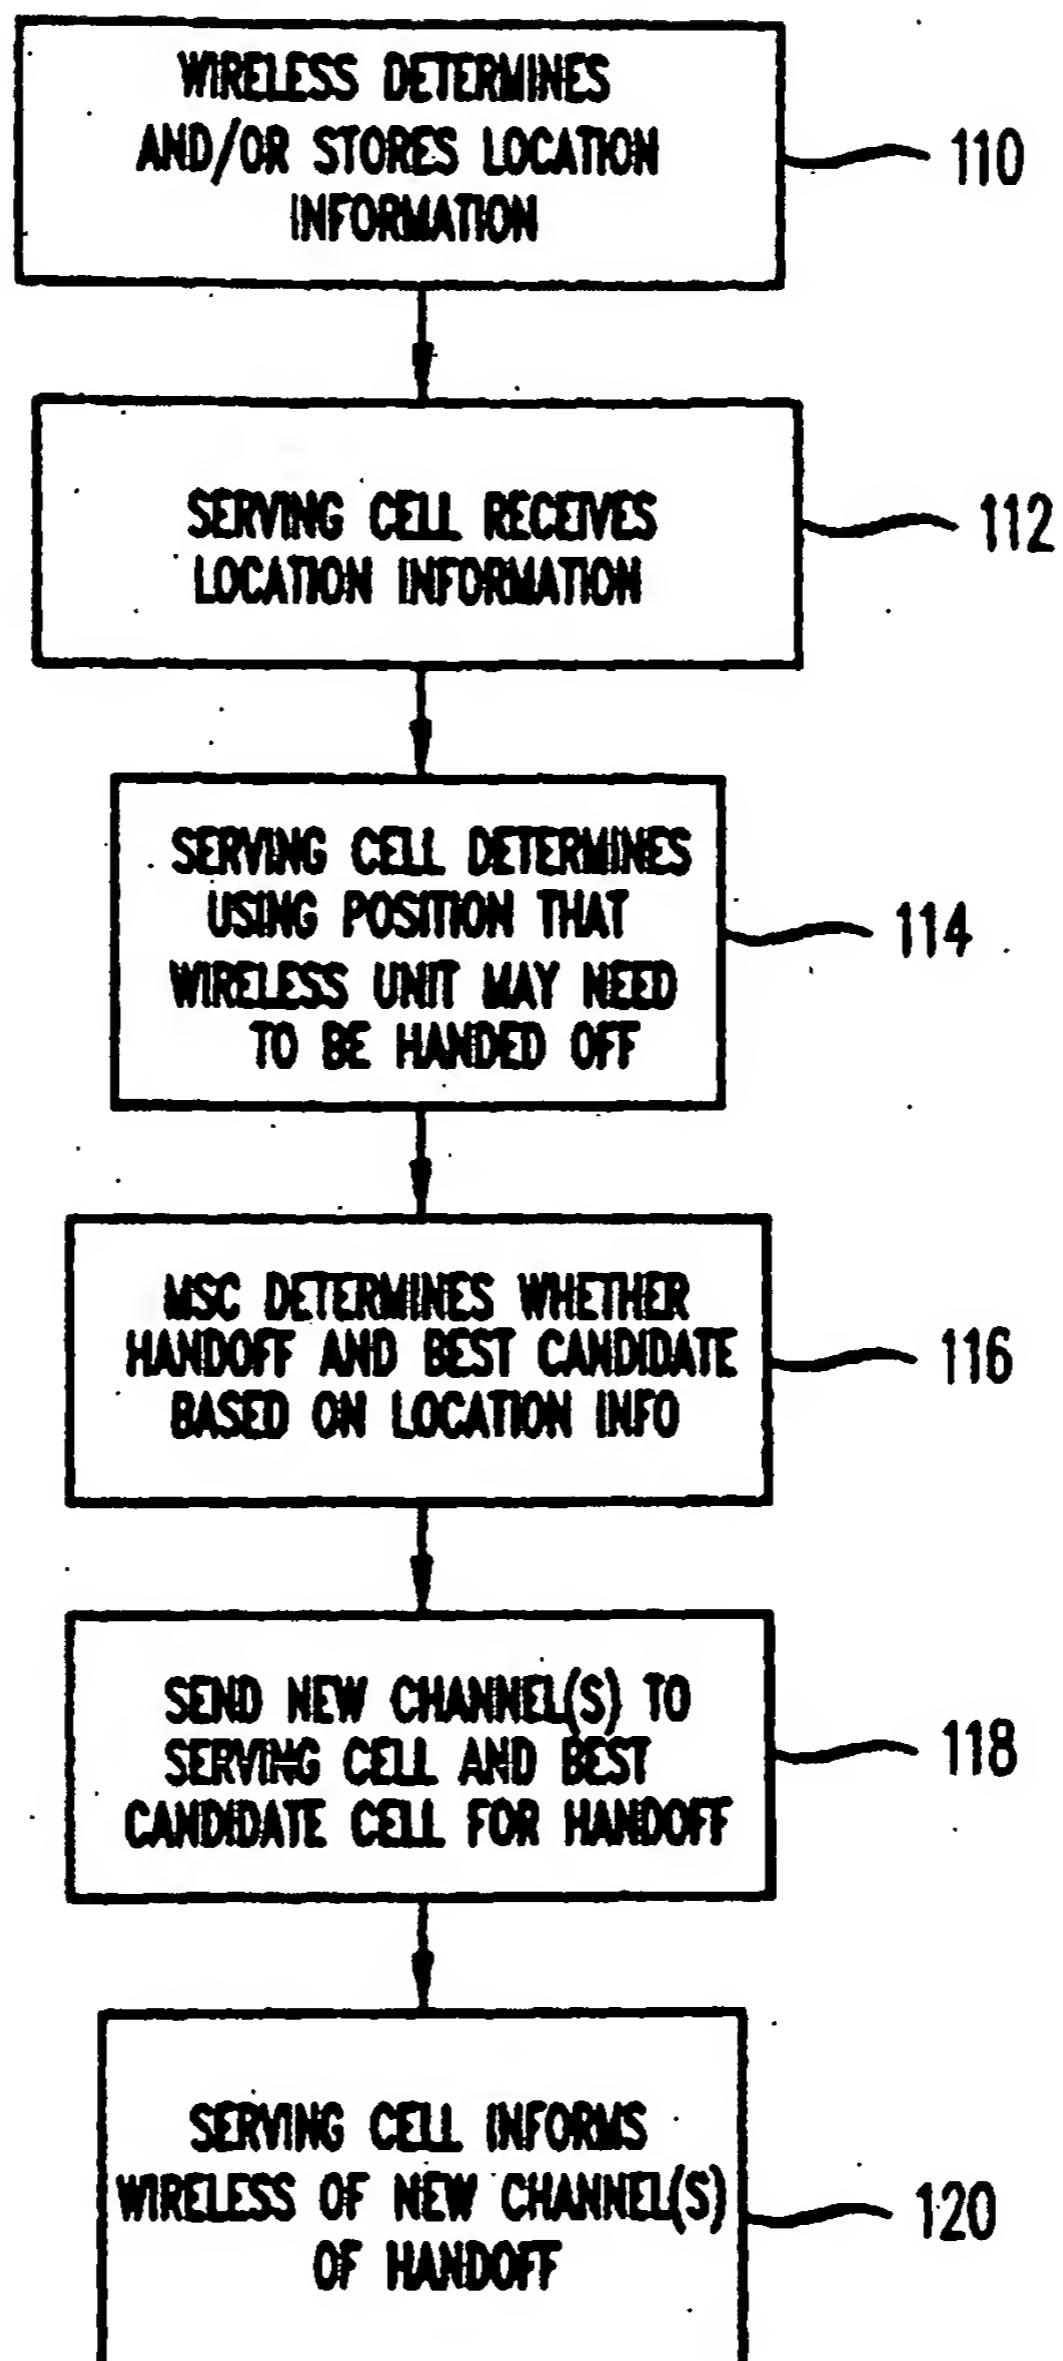 WIRELESS DETERMINES
AND/OR STORES LOCATION
INFORMATION
110
SERVING CELL RECEIVES
LOCATION INFORMATION
112
SERVING CELL DETERMINES
USING POSITION THAT
WIRELESS UNIT MAY NEED
TO BE HANDED OFF
114
MSC DETERMINES WHETHER
HANDOFF AND BEST CANDIDATE
BASED ON LOCATION INFO
116
SEND NEW CHANNEL(S) TO
SERVING CELL AND BEST
CANDIDATE CELL FOR HANDOFF
118
SERVING CELL INFORMS
WIRELESS OF NEW CHANNEL(S)
OF HANDOFF
120